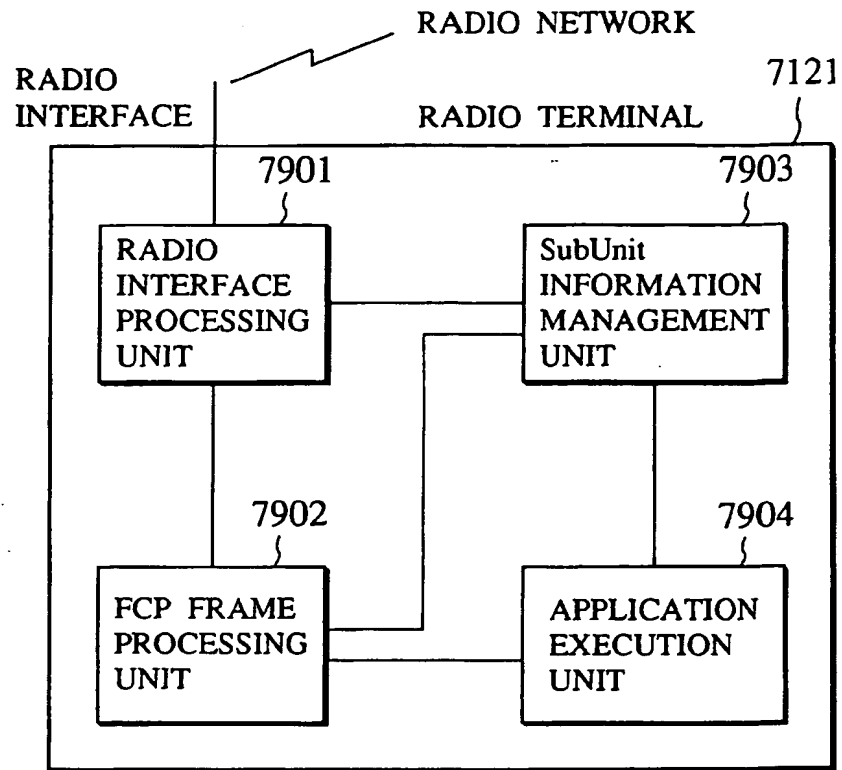 RADIO NETWORK
RADIO
INTERFACE
RADIO TERMINAL
7121
7901
7903
RADIO
INTERFACE
PROCESSING
UNIT
SubUnit
INFORMATION
MANAGEMENT
UNIT
7902
7904
FCP FRAME
PROCESSING
UNIT
APPLICATION
EXECUTION
UNIT